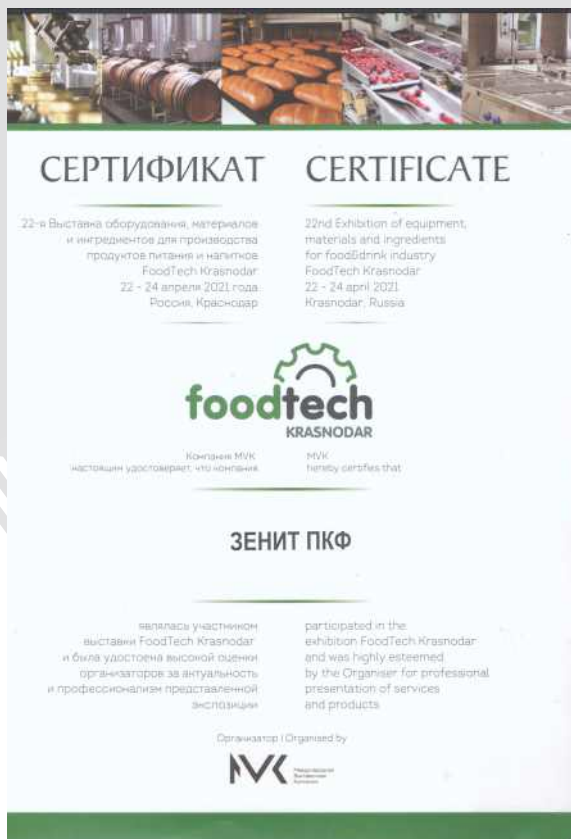 СЕРТИФИКАТ
22-я Выставка оборудования, материалов
и ингредиентов для производства
продуктов питания и напитков
FoodTech Krasnodar
22 - 24 апреля 2021 года
Россия, Краснодар
CERTIFICATE
22nd Exhibition of equipment,
materials and ingredients
for food&drink industry
FoodTech Krasnodar
22 - 24 april 2021
Krasnodar, Russia
foodtech
KRASNODAR
Компания MVK
настоящим удостоверяет, что компания
MVK
hereby certifies that
ЗЕНИТ ПКФ
являлась участником
выставки FoodTech Krasnodar
и была удостоена высокой оценки
организаторов за актуальность
и профессионализм представленной
экспозиции
participated in the
exhibition FoodTech Krasnodar
and was highly esteemed
by the Organiser for professional
presentation of services
and products
Организатор | Organised by
MVK
Международная
Выставочная
Компания